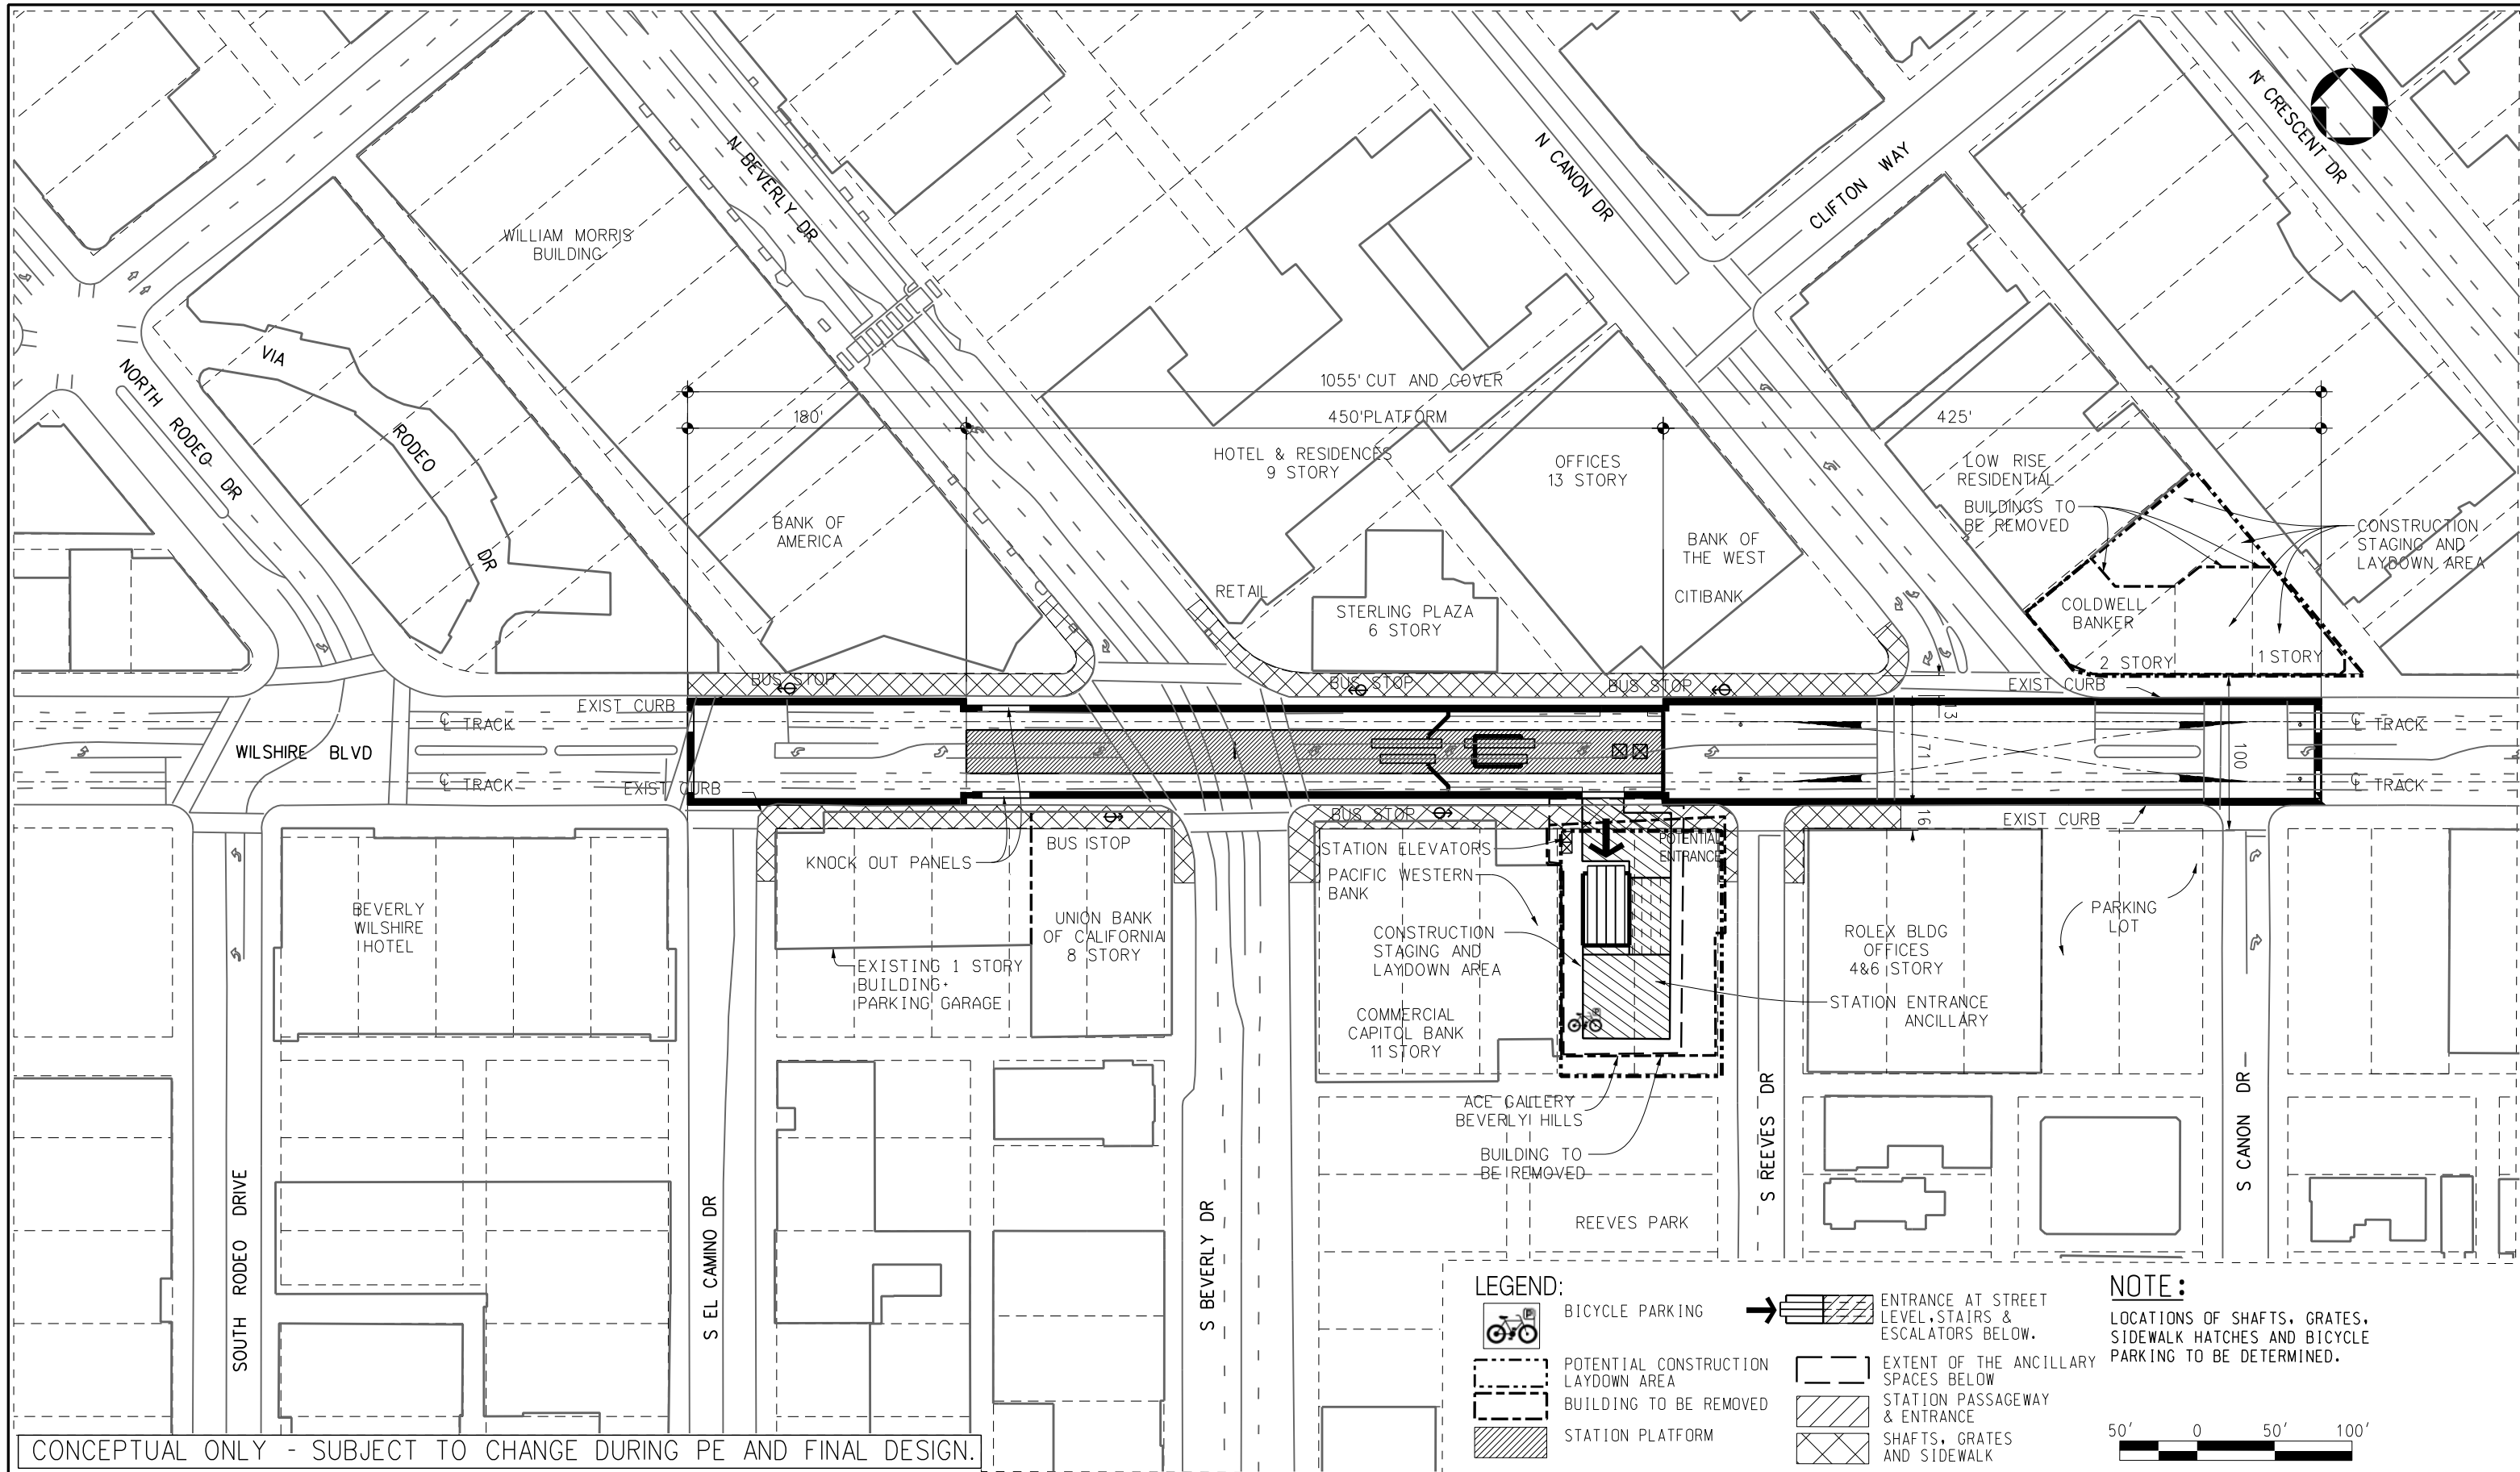 N CRESCENT DR
N BEVERLY DR
N CANON DR
CLIFTON WAY
WILLIAM MORRIS
BUILDING
VIA
RODEO
DR
NORTH RODEO DR
1055' CUT AND COVER
180'
450' PLATFORM
425'
HOTEL & RESIDENCES
9 STORY
OFFICES
13 STORY
LOW RISE
RESIDENTIAL
BUILDINGS TO
BE REMOVED
CONSTRUCTION
STAGING AND
LAYDOWN AREA
BANK OF
AMERICA
BANK OF
THE WEST
CITIBANK
RETAIL
STERLING PLAZA
6 STORY
COLDWELL
BANKER
2 STORY
1 STORY
BUS STOP
BUS STOP
BUS STOP
EXIST CURB
EXIST CURB
13
℄ TRACK
℄ TRACK
WILSHIRE BLVD
71
100
℄ TRACK
℄ TRACK
EXIST CURB
BUS STOP
16
EXIST CURB
KNOCK OUT PANELS
BUS STOP
STATION ELEVATORS
POTENTIAL
ENTRANCE
PACIFIC WESTERN
BANK
BEVERLY
WILSHIRE
HOTEL
UNION BANK
OF CALIFORNIA
8 STORY
CONSTRUCTION
STAGING AND
LAYDOWN AREA
ROLEX BLDG
OFFICES
4&6 STORY
PARKING
LOT
EXISTING 1 STORY
BUILDING.
PARKING GARAGE
STATION ENTRANCE
ANCILLARY
COMMERCIAL
CAPITOL BANK
11 STORY
ACE GALLERY
BEVERLY HILLS
BUILDING TO
BE REMOVED
REEVES PARK
SOUTH RODEO DRIVE
S EL CAMINO DR
S BEVERLY DR
S REEVES DR
S CANON DR
LEGEND:
P
BICYCLE PARKING
ENTRANCE AT STREET
LEVEL, STAIRS &
ESCALATORS BELOW.
POTENTIAL CONSTRUCTION
LAYDOWN AREA
EXTENT OF THE ANCILLARY
SPACES BELOW
BUILDING TO BE REMOVED
STATION PASSAGEWAY
& ENTRANCE
STATION PLATFORM
SHAFTS, GRATES
AND SIDEWALK
NOTE:
LOCATIONS OF SHAFTS, GRATES,
SIDEWALK HATCHES AND BICYCLE
PARKING TO BE DETERMINED.
50' 0 50' 100'
CONCEPTUAL ONLY - SUBJECT TO CHANGE DURING PE AND FINAL DESIGN.